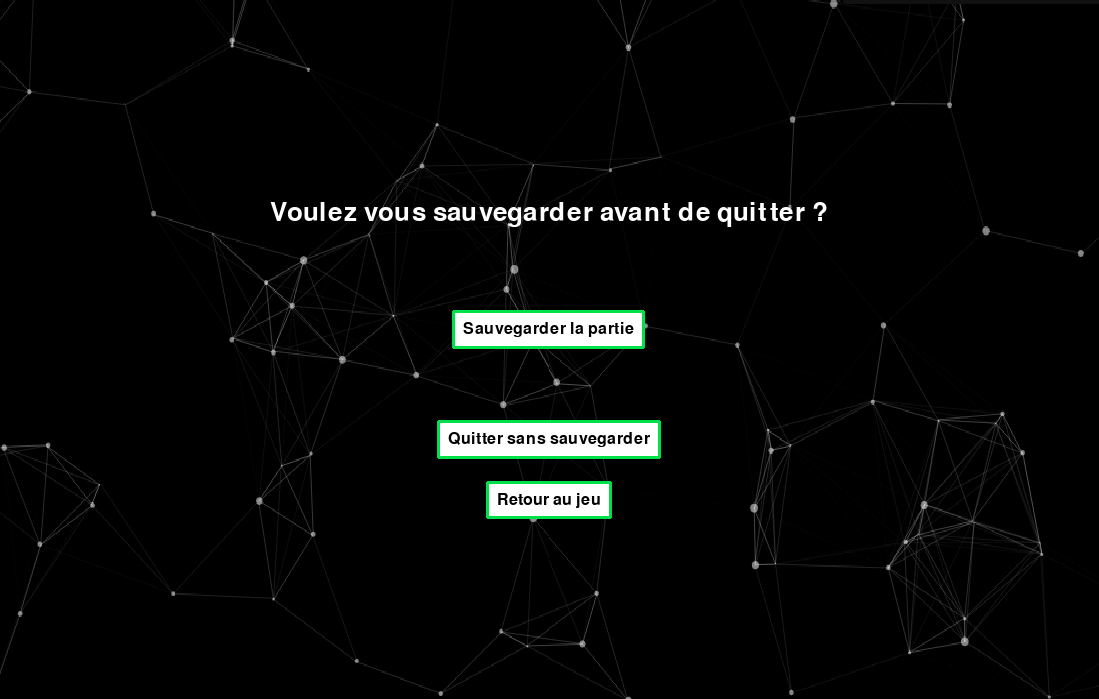 Voulez vous sauvegarder avant de quitter ?
Sauvegarder la partie
Quitter sans sauvegarder
Retour au jeu